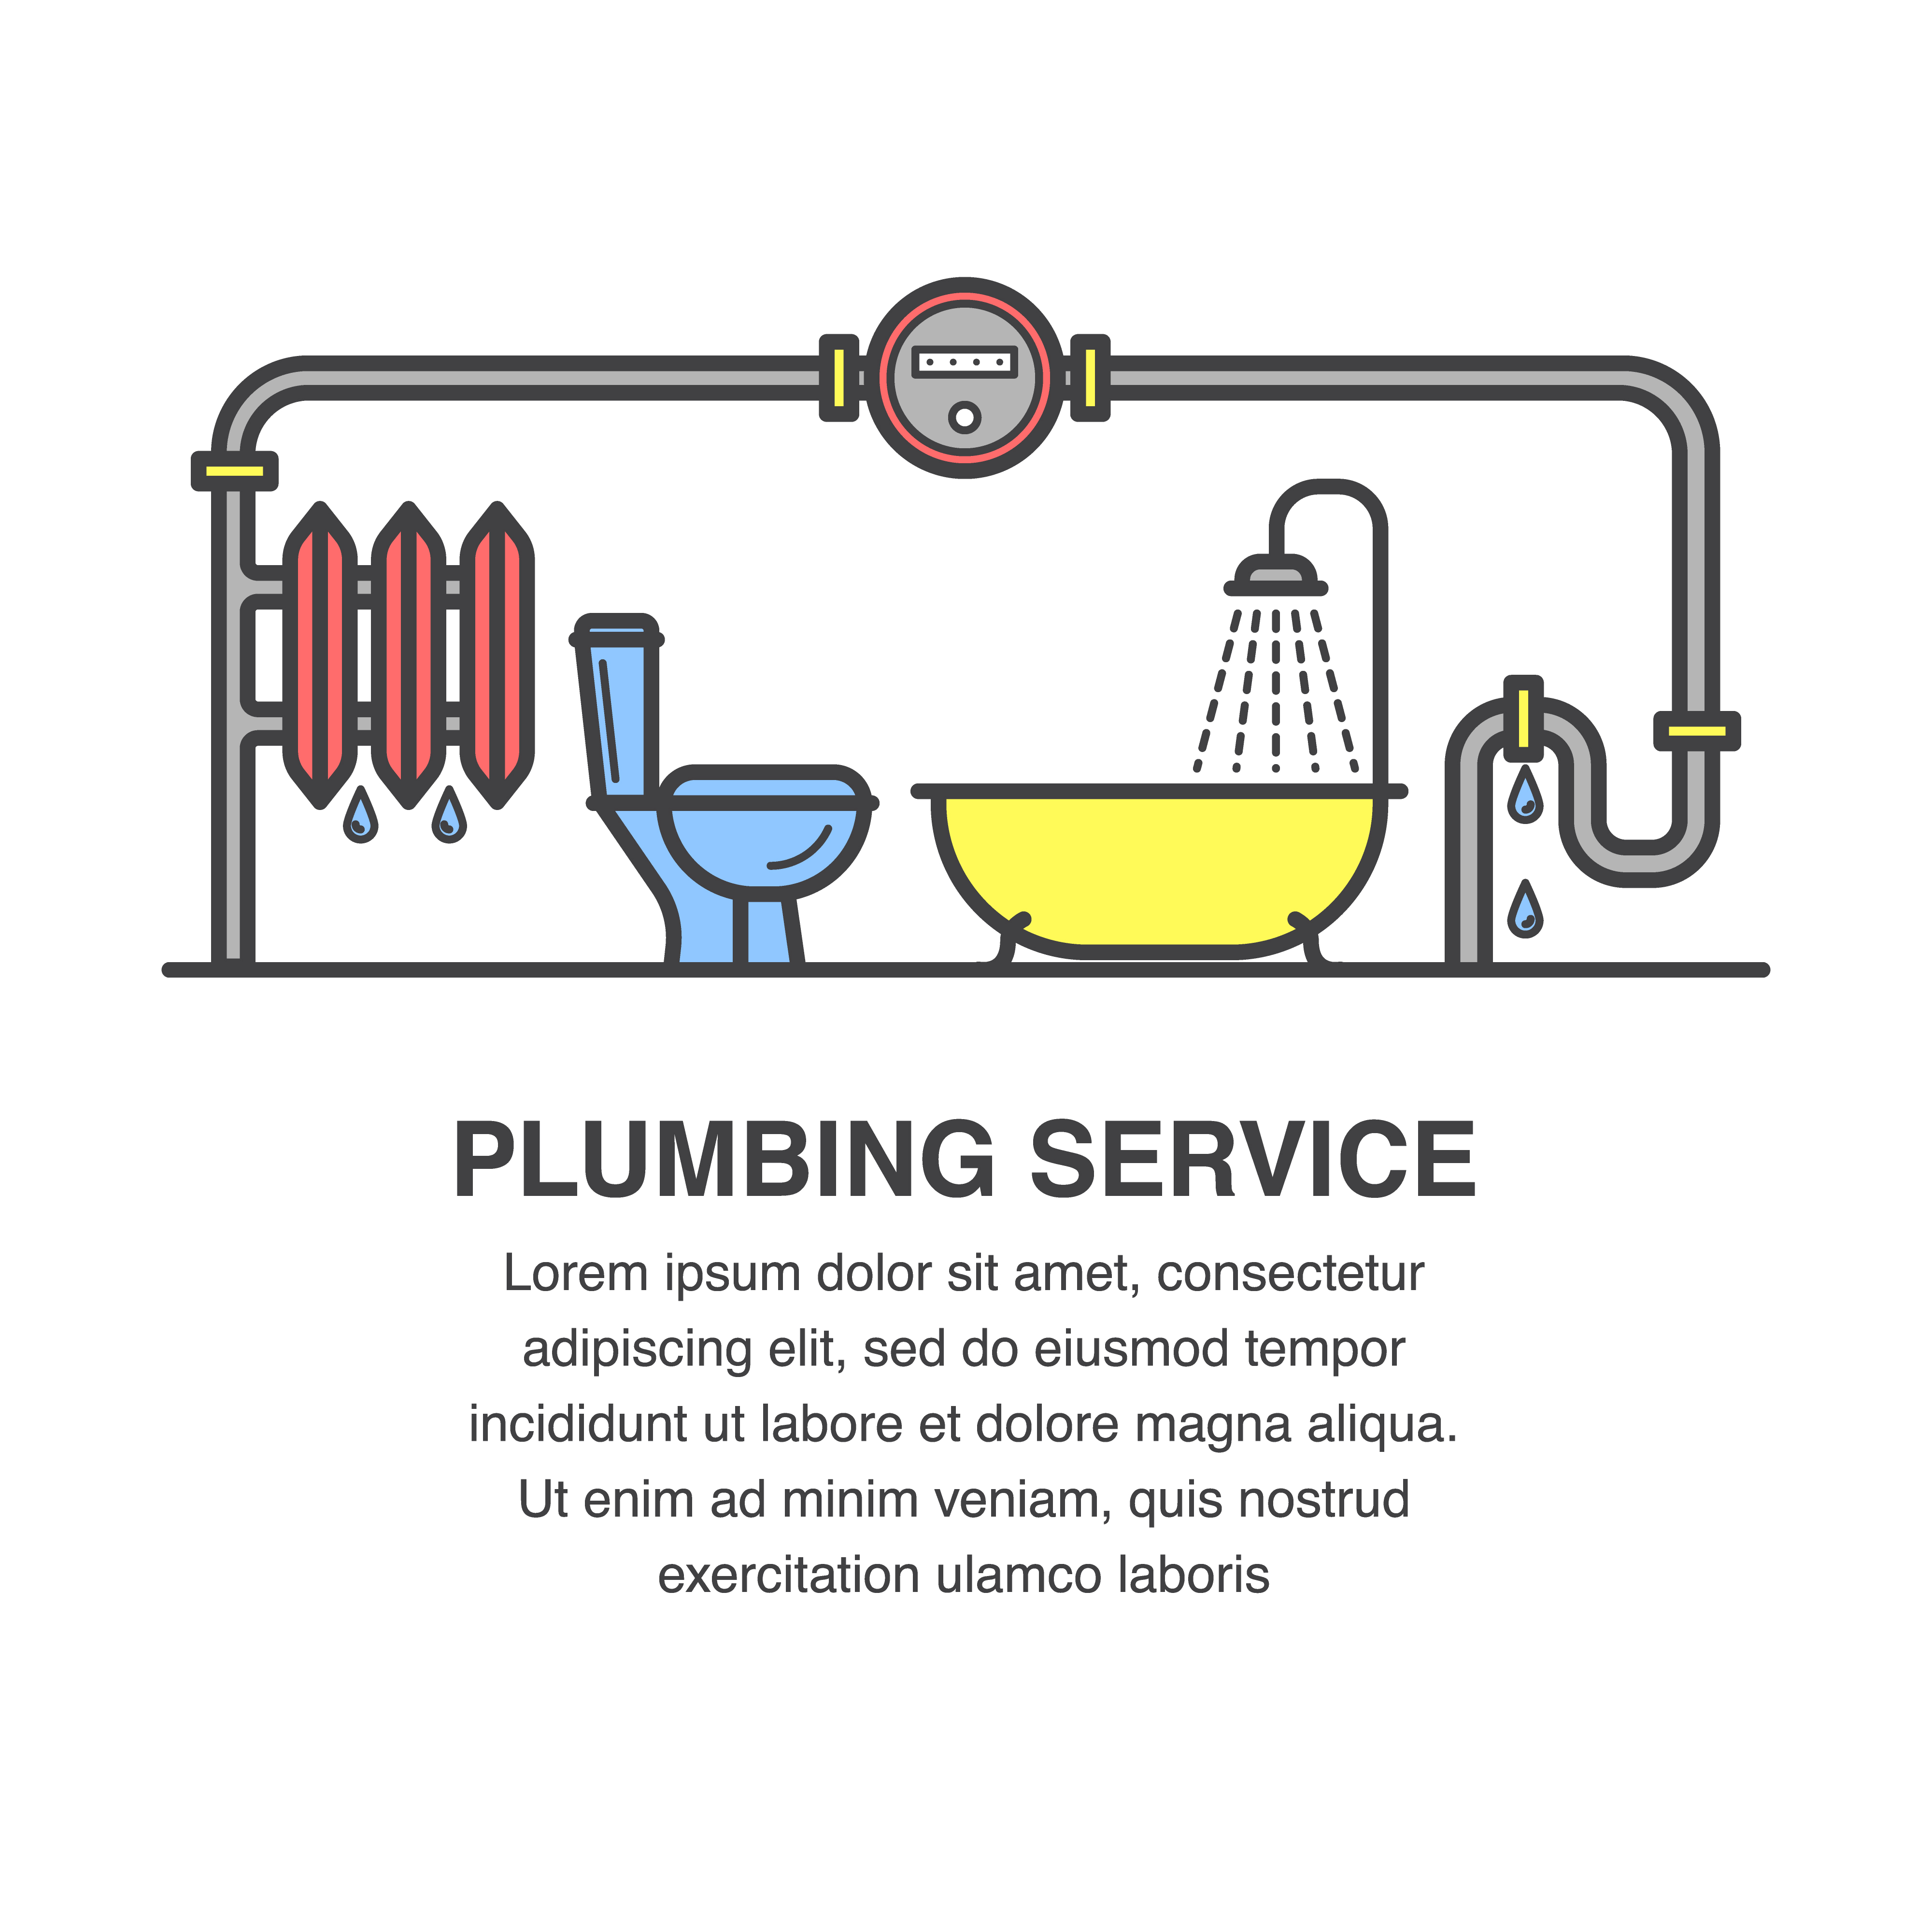 PLUMBING SERVICE
Lorem ipsum dolor sit amet, consectetur
adipiscing elit, sed do eiusmod tempor
incididunt ut labore et dolore magna aliqua.
Ut enim ad minim veniam, quis nostrud
exercitation ulamco laboris